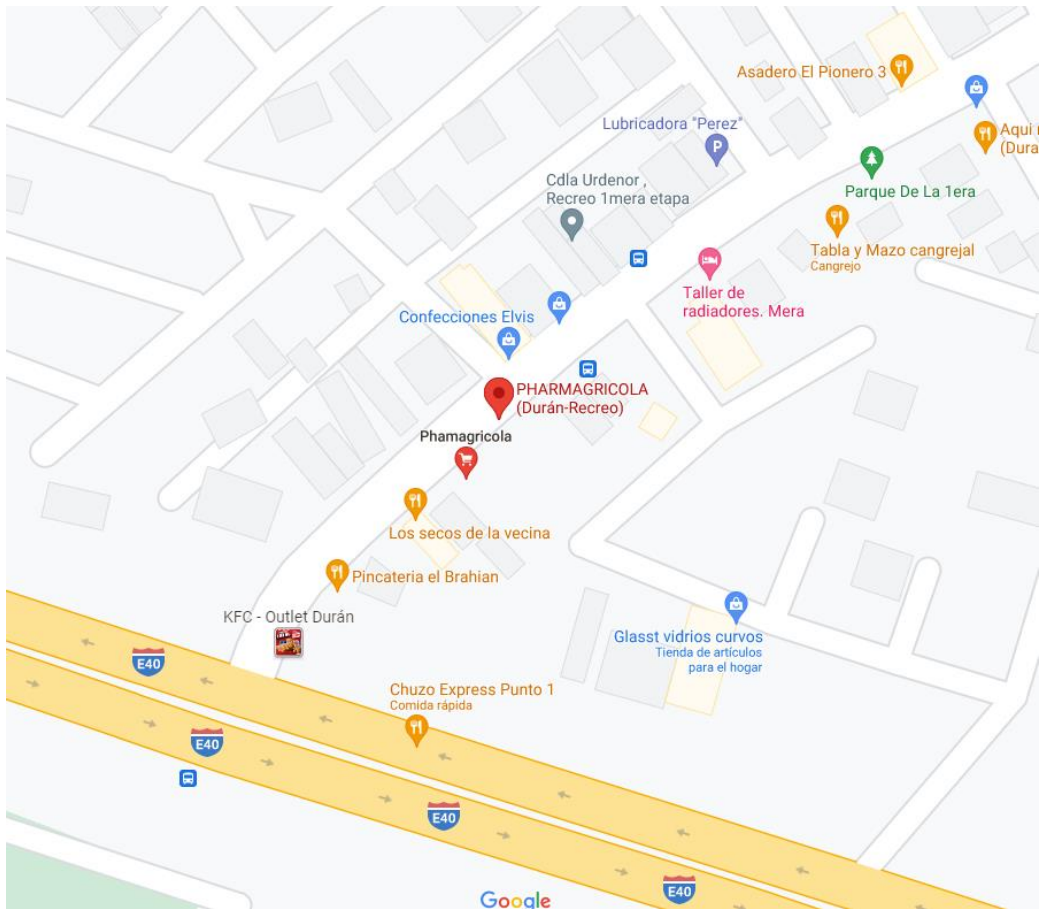 Asadero El Pionero 3
Lubricadora "Perez"
P
Aqui
(Dura
Cdla Urdenor ,
Recreo 1mera etapa
Parque De La 1era
Tabla y Mazo cangrejal
Cangrejo
Taller de
radiadores. Mera
Confecciones Elvis
PHARMAGRICOLA
(Durán-Recreo)
Phamagricola
Los secos de la vecina
Pincateria el Brahian
KFC - Outlet Durán
Glasst vidrios curvos
Tienda de artículos
para el hogar
E40
Chuzo Express Punto 1
Comida rápida
E40
E40
E40
Google